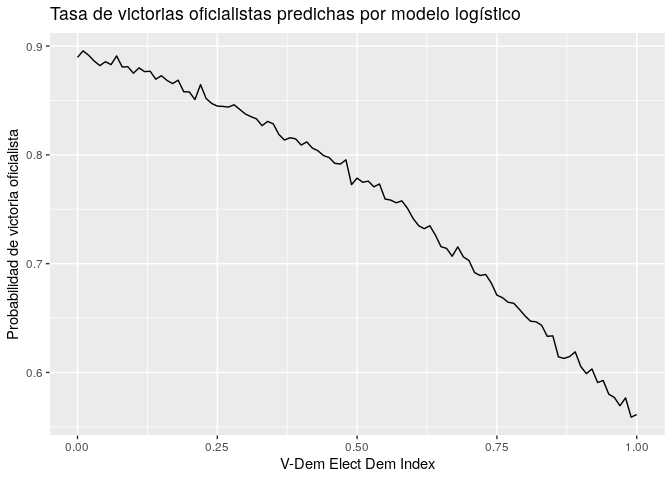 Tasa de victorias oficialistas predichas por modelo logístico
Probabilidad de victoria oficialista
0.9
0.8
0.7
0.6
0.00 0.25 0.50 0.75 1.00
V-Dem Elect Dem Index